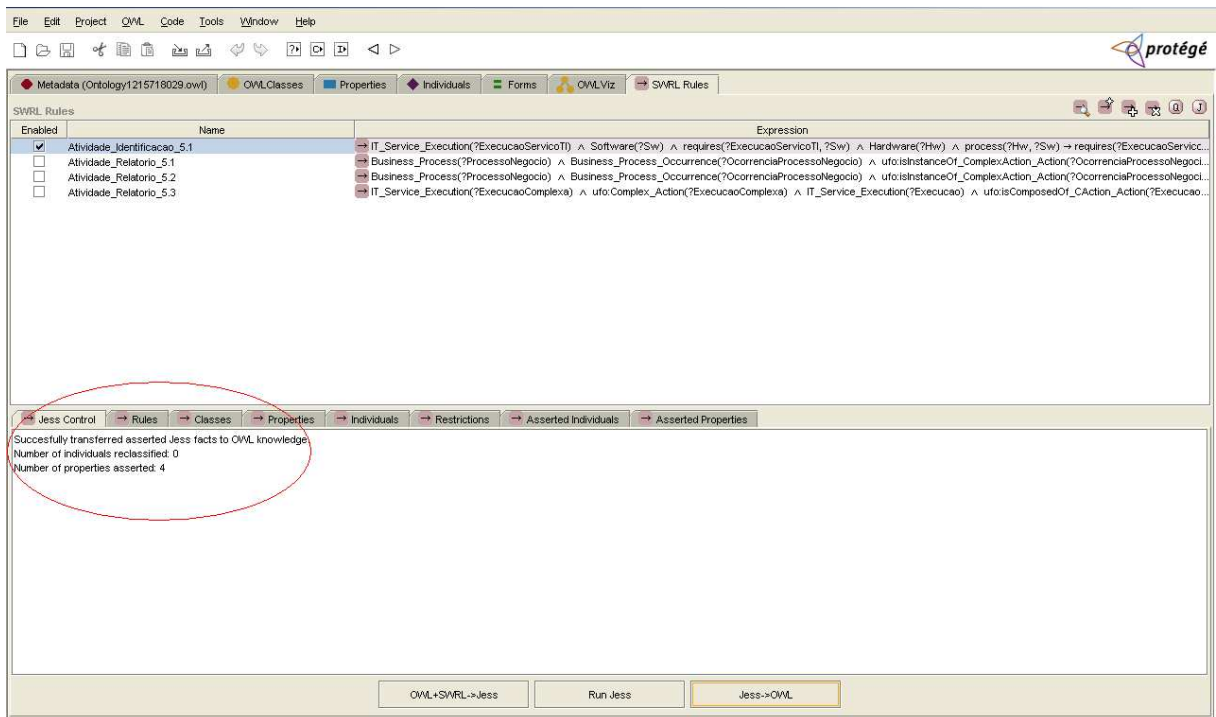 File Edit Project OWL Code Tools Window Help
protégé
Metadata (Ontology1215718029.owl) OWLClasses Properties Individuals Forms OWLViz SWRL Rules
SWRL Rules
Enabled Name Expression
Atividade_Identificacao_5.1 → IT_Service_Execution(?ExecucaoServicoTI) ∧ Software(?Sw) ∧ requires(?ExecucaoServicoTI, ?Sw) ∧ Hardware(?Hw) ∧ process(?Hw, ?Sw) → requires(?ExecucaoServicc...
Atividade_Relatorio_5.1 → Business_Process(?ProcessoNegocio) ∧ Business_Process_Occurrence(?OcorrenciaProcessoNegocio) ∧ ufo:isInstanceOf_ComplexAction_Action(?OcorrenciaProcessoNegoci...
Atividade_Relatorio_5.2 → Business_Process(?ProcessoNegocio) ∧ Business_Process_Occurrence(?OcorrenciaProcessoNegocio) ∧ ufo:isInstanceOf_ComplexAction_Action(?OcorrenciaProcessoNegoci...
Atividade_Relatorio_5.3 → IT_Service_Execution(?ExecucaoComplexa) ∧ ufo:Complex_Action(?ExecucaoComplexa) ∧ IT_Service_Execution(?Execucao) ∧ ufo:isComposedOf_CAction_Action(?Execucao...
→ Jess Control → Rules → Classes → Properties → Individuals → Restrictions → Asserted Individuals → Asserted Properties
Succesfully transferred asserted Jess facts to OWL knowledge.
Number of individuals reclassified: 0
Number of properties asserted: 4
OWL+SWRL->Jess Run Jess Jess->OWL